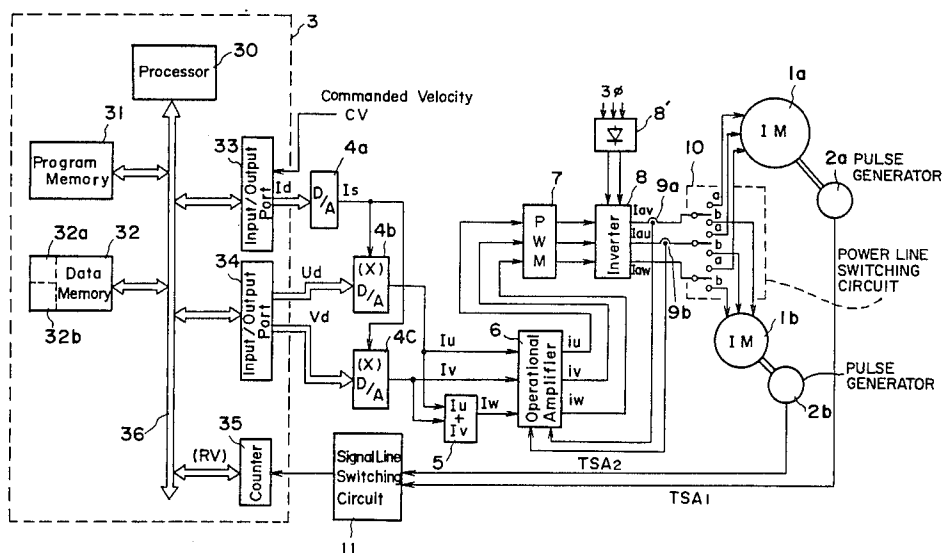 3
30
Processor
31
Program
Memory
Commanded Velocity
CV
33
Input/Output
Port
Id
4a
D/A
Is
32a
32
Data
Memory
32b
34
Input/Output
Port
Ud
Vd
4b
(X)
D/A
4C
(X)
D/A
Iu
Iv
Iu
+
Iv
Iw
5
6
Operational
Amplifier
iu
iv
iw
7
P
W
M
3ø
8'
8
Inverter
9a
Iav
Iau
Iaw
9b
10
a
b
a
b
a
b
1a
IM
2a
PULSE
GENERATOR
POWER LINE
SWITCHING
CIRCUIT
1b
IM
PULSE
GENERATOR
2b
36
(RV)
35
Counter
Signal Line
Switching
Circuit
11
TSA2
TSA1